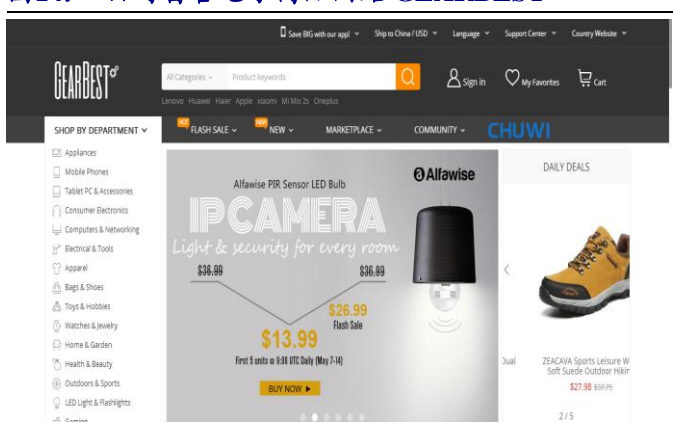 GEARBEST
Save BIG with our app!
Ship to China / USD
Language
Support Center
Country Website
GEARBEST
All Categories
Product keywords
Sign in
My Favorites
Cart
Lenovo Huawei Haier Apple xiaomi Mi Mix 2s Oneplus
SHOP BY DEPARTMENT
HOT
FLASH SALE
NEW
NEW
MARKETPLACE
COMMUNITY
CHUWI
Appliances
Mobile Phones
Tablet PC & Accessories
Consumer Electronics
Computers & Networking
Electrical & Tools
Apparel
Bags & Shoes
Toys & Hobbies
Watches & Jewelry
Home & Garden
Health & Beauty
Outdoors & Sports
LED Light & Flashlights
Alfawise
Alfawise PIR Sensor LED Bulb
IPCAMERA
Light & security for every room
$36.99
$36.99
$26.99
Flash Sale
$13.99
First 5 units @ 9:00 UTC Daily (May 7-14)
BUY NOW
DAILY DEALS
Dual
ZEACAVA Sports Leisure W
Soft Suede Outdoor Hikin
$27.98 $37.75
2 / 5